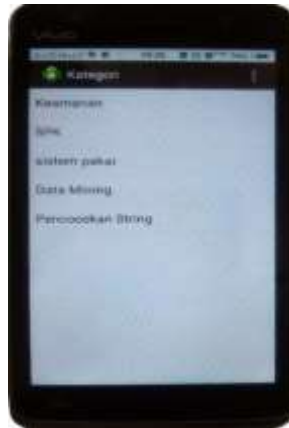 Kategori
Keamanan
SPK
sistem pakar
Data Mining
Pencocokan String